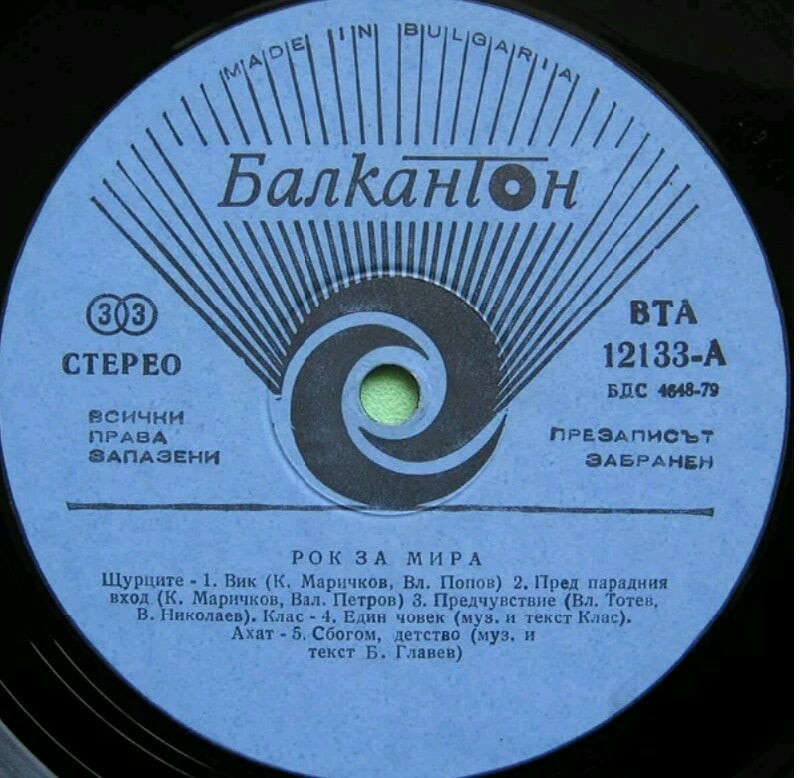 MADE IN BULGARIA
Балкантон
33
СТЕРЕО
ВСИЧКИ
ПРАВА
ЗАПАЗЕНИ
ВТА
12133-А
БДС 4648-79
ПРЕЗАПИСЪТ
ЗАБРАНЕН
РОК ЗА МИРА
Щурците - 1. Вик (К. Маричков, Вл. Попов) 2. Пред парадния
вход (К. Маричков, Вал. Петров) 3. Предчувствие (Вл. Тотев,
В. Николаев). Клас - 4. Един човек (муз. и текст Клас).
Ахат - 5. Сбогом, детство (муз. и
текст Б. Главев)